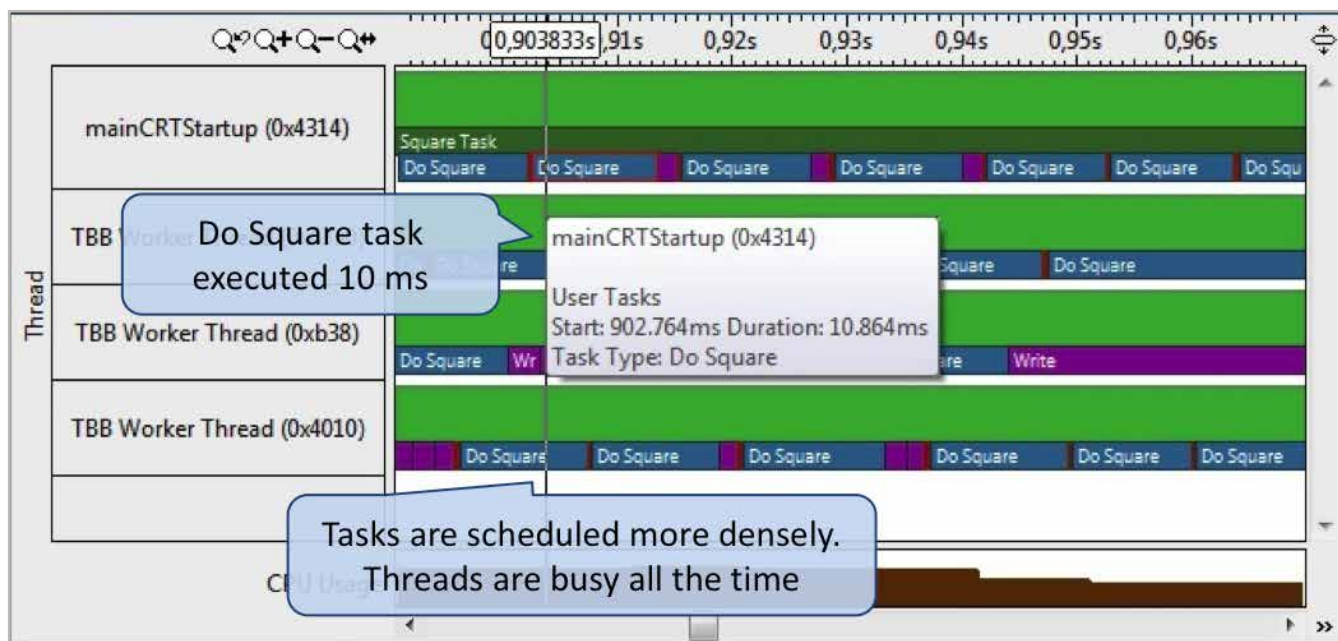 0,903833s ,91s 0,92s 0,93s 0,94s 0,95s 0,96s
mainCRTStartup (0x4314)
Square Task
Do Square Do Square Do Square Do Square Do Square Do Square Do Squ
Do Square task
executed 10 ms
TBB
re Square Do Square
mainCRTStartup (0x4314)
User Tasks
Start: 902.764ms Duration: 10.864ms
Task Type: Do Square
Thread
TBB Worker Thread (0xb38)
Do Square Wr are Write
TBB Worker Thread (0x4010)
Do Square Do Square Do Square Do Square Do Square Do Square
Tasks are scheduled more densely.
Threads are busy all the time
CPU Usage